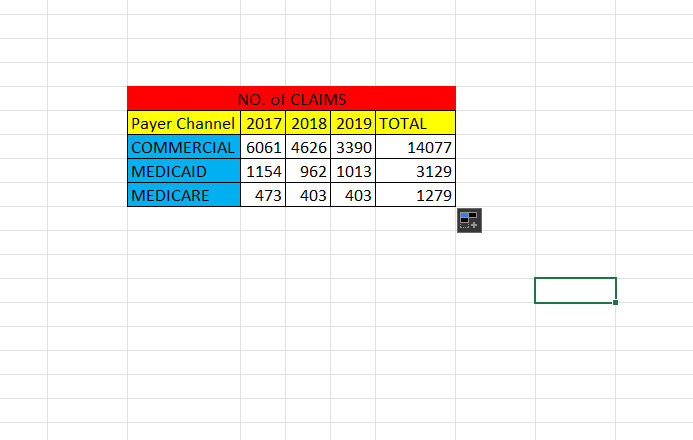 NO. of CLAIMS
Payer Channel 2017 2018 2019 TOTAL
COMMERCIAL 6061 4626 3390 14077
MEDICAID 1154 962 1013 3129
MEDICARE 473 403 403 1279